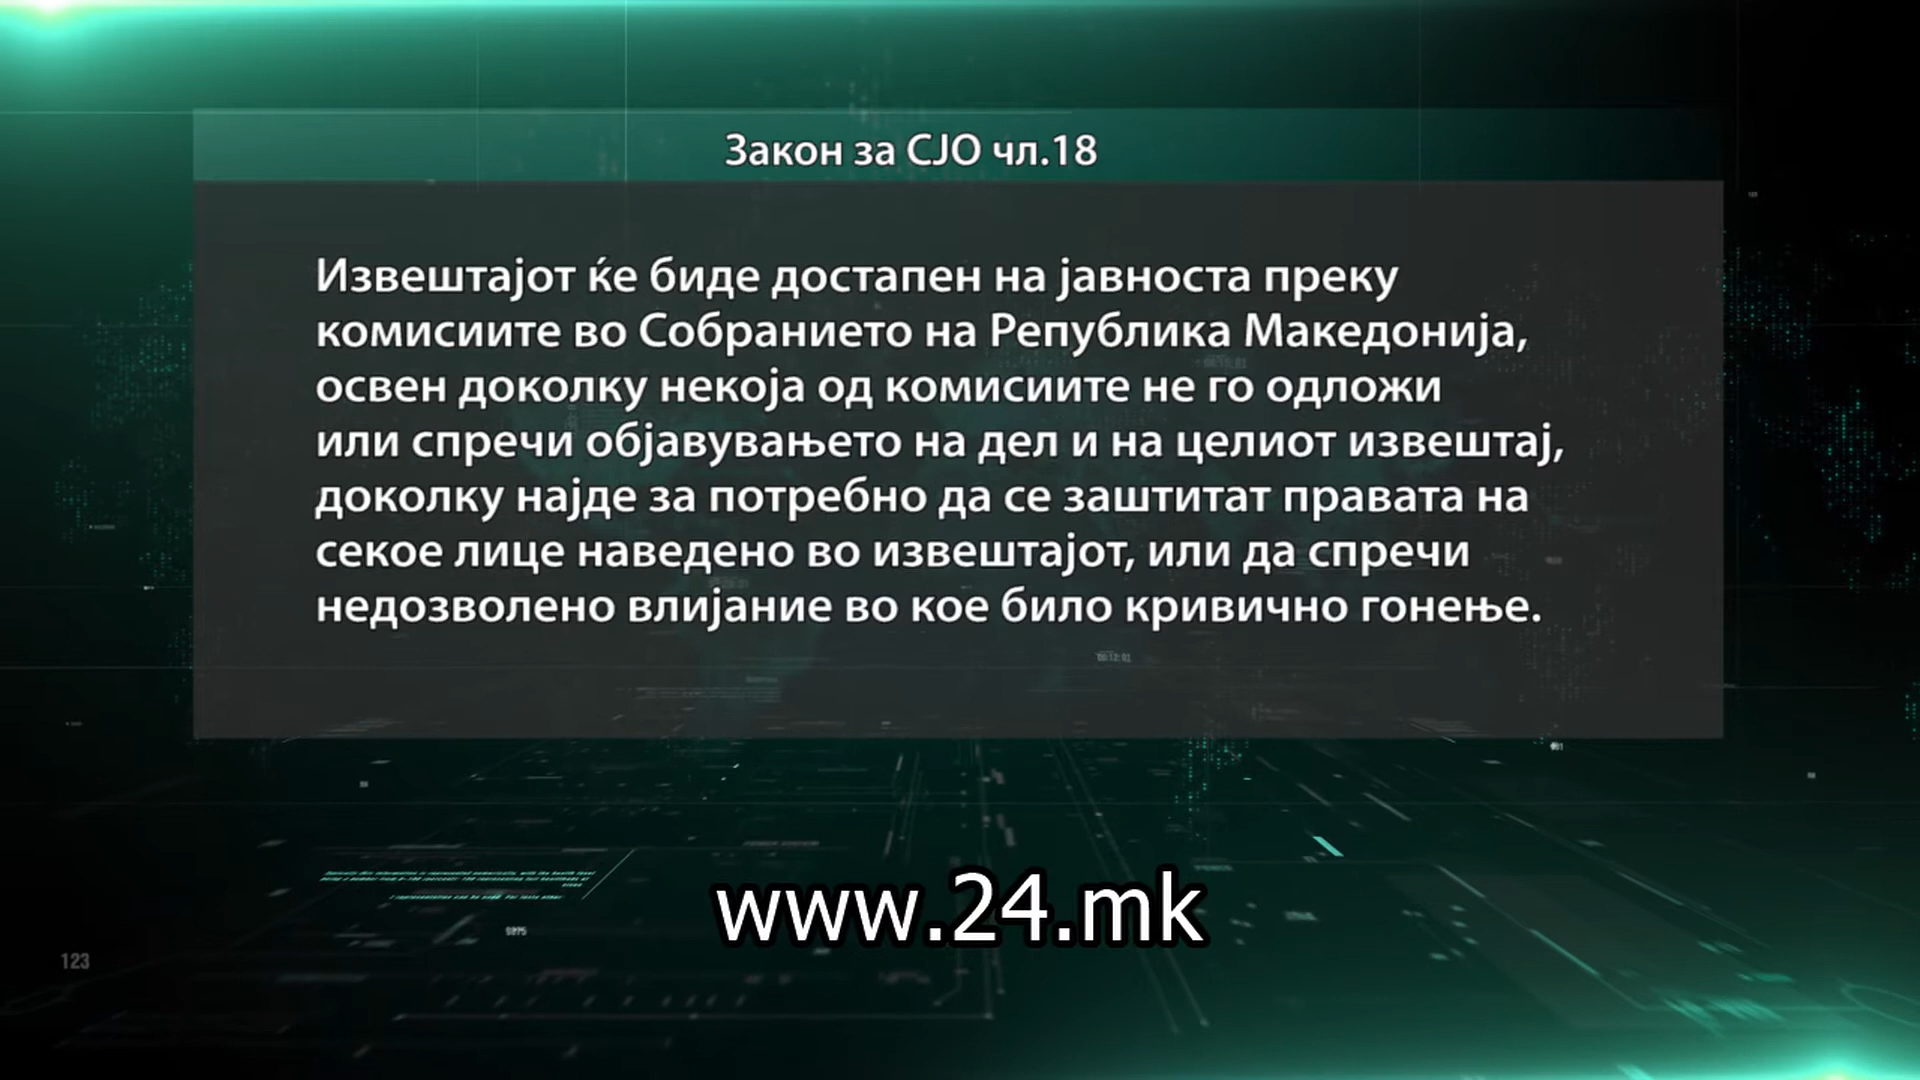 Закон за СЈО чл.18
Извештајот ќе биде достапен на јавноста преку
комисиите во Собранието на Република Македонија,
освен доколку некоја од комисиите не го одложи
или спречи објавувањето на дел и на целиот извештај,
доколку најде за потребно да се заштитат правата на
секое лице наведено во извештајот, или да спречи
недозволено влијание во кое било кривично гонење.
www.24.mk
123